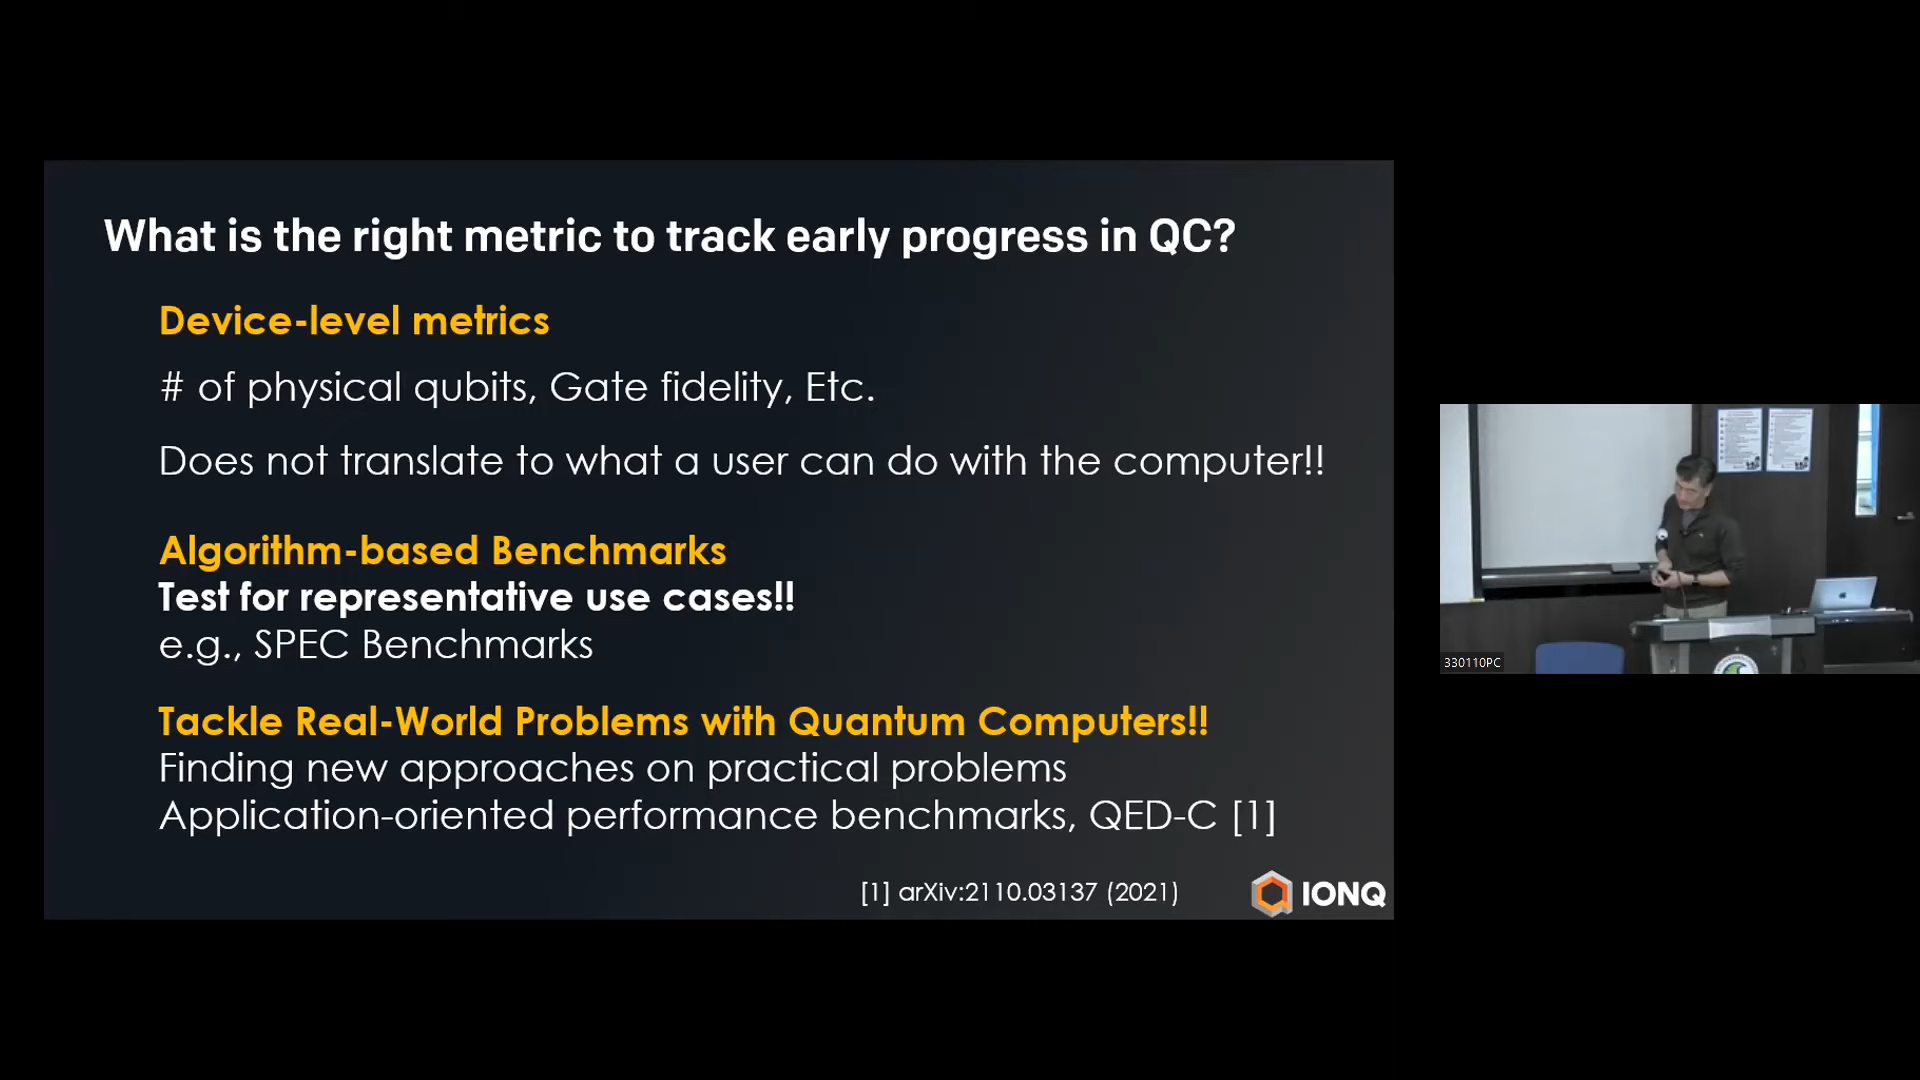 What is the right metric to track early progress in QC?
Device-level metrics
# of physical qubits, Gate fidelity, Etc.
Does not translate to what a user can do with the computer!!
Algorithm-based Benchmarks
Test for representative use cases!!
e.g., SPEC Benchmarks
Tackle Real-World Problems with Quantum Computers!!
Finding new approaches on practical problems
Application-oriented performance benchmarks, QED-C [1]
[1] arXiv:2110.03137 (2021)
IONQ
330110PC